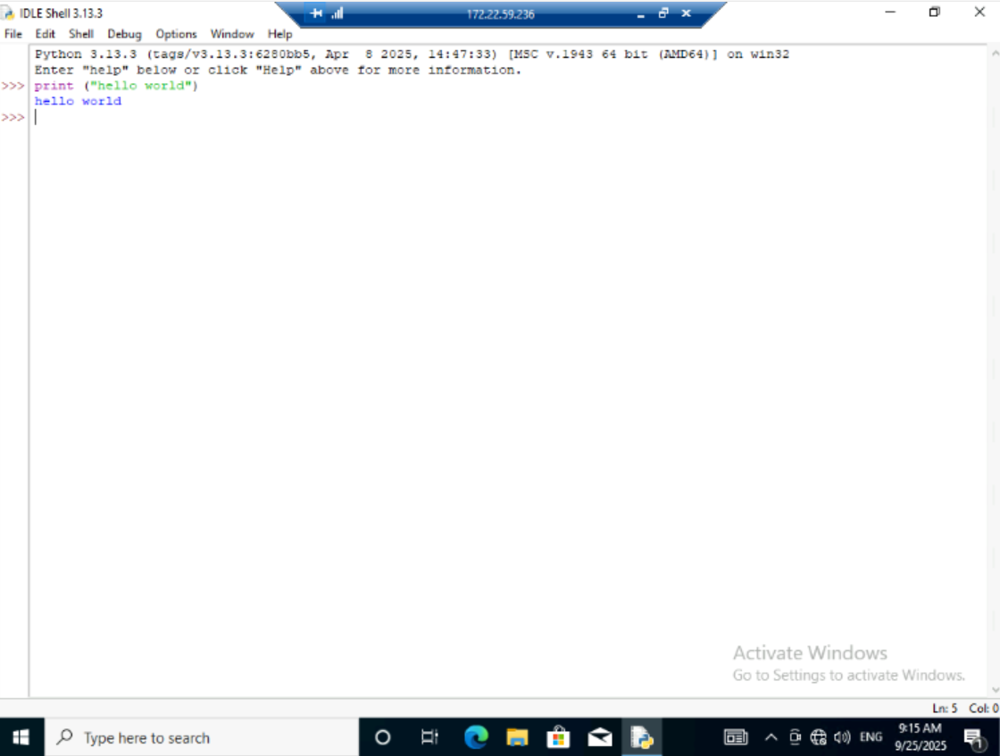 IDLE Shell 3.13.3
172.22.59.236
File Edit Shell Debug Options Window Help
Python 3.13.3 (tags/v3.13.3:6280bb5, Apr  8 2025, 14:47:33) [MSC v.1943 64 bit (AMD64)] on win32
Enter "help" below or click "Help" above for more information.
>>> print ("hello world")
hello world
>>>
Activate Windows
Go to Settings to activate Windows.
Ln: 5 Col: 0
Type here to search
ENG
9:15 AM
9/25/2025
1